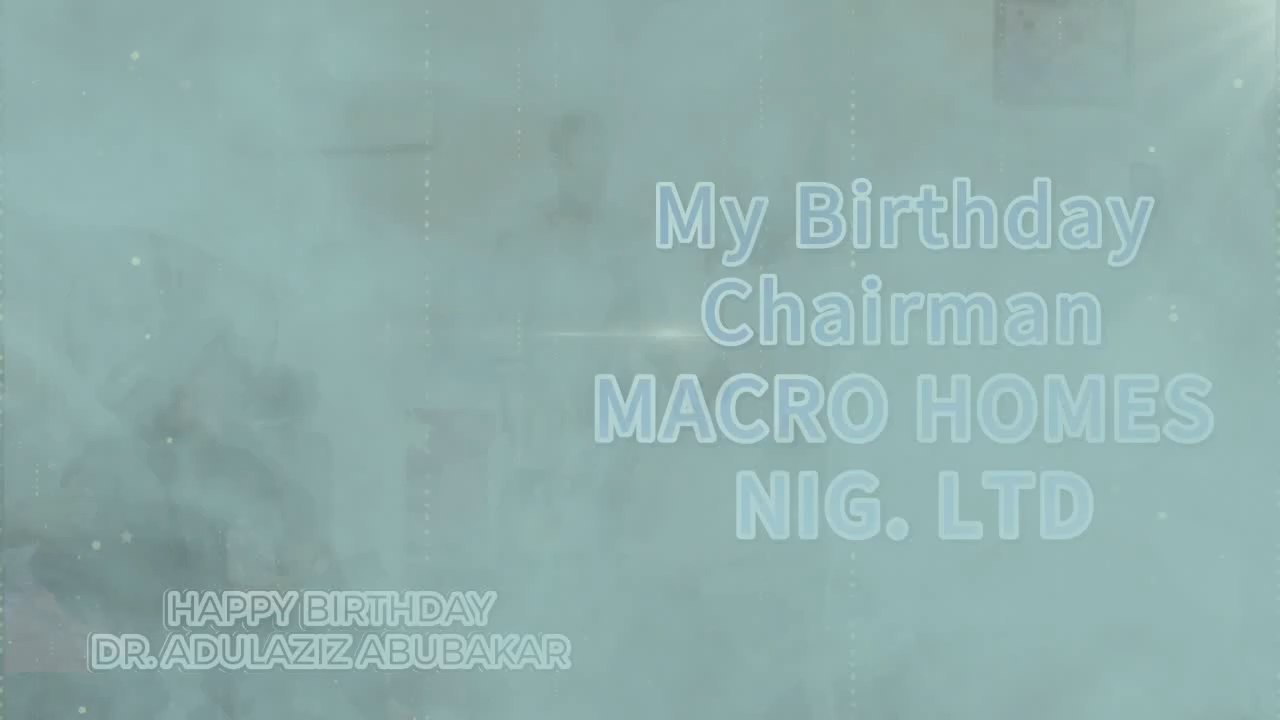 My Birthday
Chairman
MACRO HOMES
NIG. LTD
HAPPY BIRTHDAY
DR. ADULAZIZ ABUBAKAR